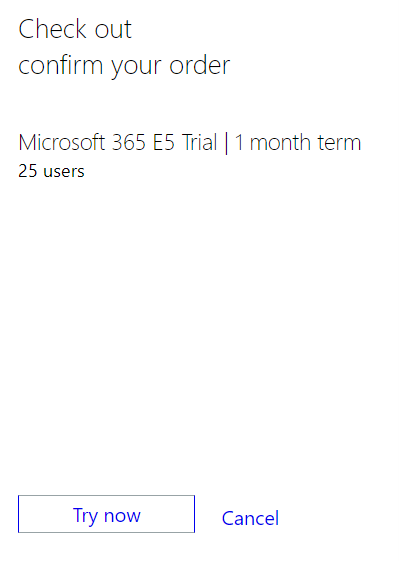 Check out
confirm your order
Microsoft 365 E5 Trial | 1 month term
25 users
Try now
Cancel